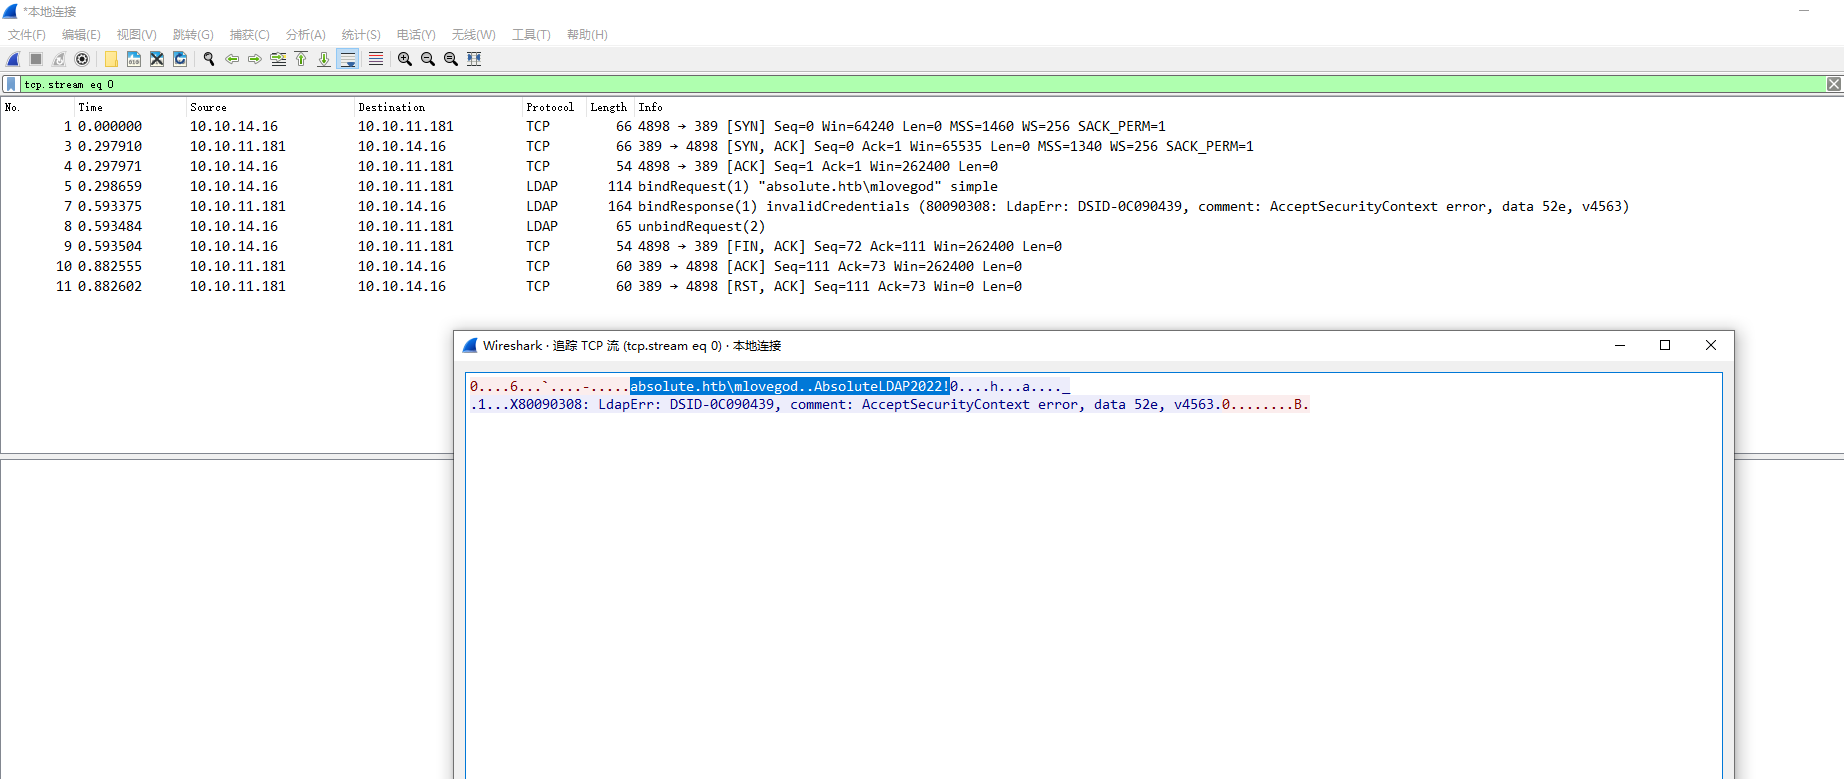 *本地连接
文件(F) 编辑(E) 视图(V) 跳转(G) 捕获(C) 分析(A) 统计(S) 电话(Y) 无线(W) 工具(T) 帮助(H)
tcp.stream eq 0
No. Time Source Destination Protocol Length Info
1 0.000000 10.10.14.16 10.10.11.181 TCP 66 4898 → 389 [SYN] Seq=0 Win=64240 Len=0 MSS=1460 WS=256 SACK_PERM=1
3 0.297910 10.10.11.181 10.10.14.16 TCP 66 389 → 4898 [SYN, ACK] Seq=0 Ack=1 Win=65535 Len=0 MSS=1340 WS=256 SACK_PERM=1
4 0.297971 10.10.14.16 10.10.11.181 TCP 54 4898 → 389 [ACK] Seq=1 Ack=1 Win=262400 Len=0
5 0.298659 10.10.14.16 10.10.11.181 LDAP 114 bindRequest(1) "absolute.htb\mlovegod" simple
7 0.593375 10.10.11.181 10.10.14.16 LDAP 164 bindResponse(1) invalidCredentials (80090308: LdapErr: DSID-0C090439, comment: AcceptSecurityContext error, data 52e, v4563)
8 0.593484 10.10.14.16 10.10.11.181 LDAP 65 unbindRequest(2)
9 0.593504 10.10.14.16 10.10.11.181 TCP 54 4898 → 389 [FIN, ACK] Seq=72 Ack=111 Win=262400 Len=0
10 0.882555 10.10.11.181 10.10.14.16 TCP 60 389 → 4898 [ACK] Seq=111 Ack=73 Win=262400 Len=0
11 0.882602 10.10.11.181 10.10.14.16 TCP 60 389 → 4898 [RST, ACK] Seq=111 Ack=73 Win=0 Len=0
Wireshark · 追踪 TCP 流 (tcp.stream eq 0) · 本地连接
0....6...`....-.....absolute.htb\mlovegod..AbsoluteLDAP2022!0....h...a...._
.1...X80090308: LdapErr: DSID-0C090439, comment: AcceptSecurityContext error, data 52e, v4563.0........B.